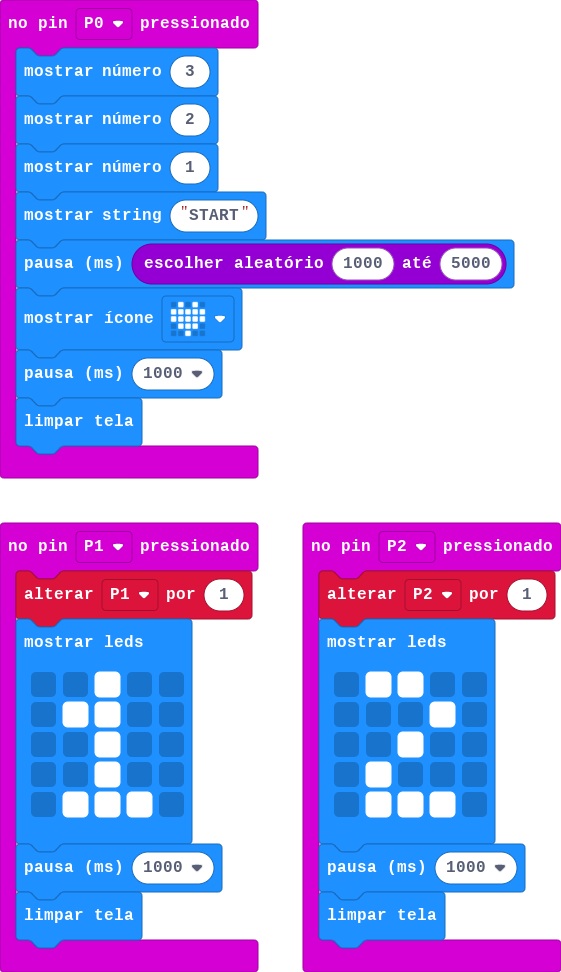 no pin P0 pressionado
mostrar número 3
mostrar número 2
mostrar número 1
mostrar string "START"
pausa (ms) escolher aleatório 1000 até 5000
mostrar ícone
pausa (ms) 1000
limpar tela
no pin P1 pressionado
alterar P1 por 1
mostrar leds
pausa (ms) 1000
limpar tela
no pin P2 pressionado
alterar P2 por 1
mostrar leds
pausa (ms) 1000
limpar tela